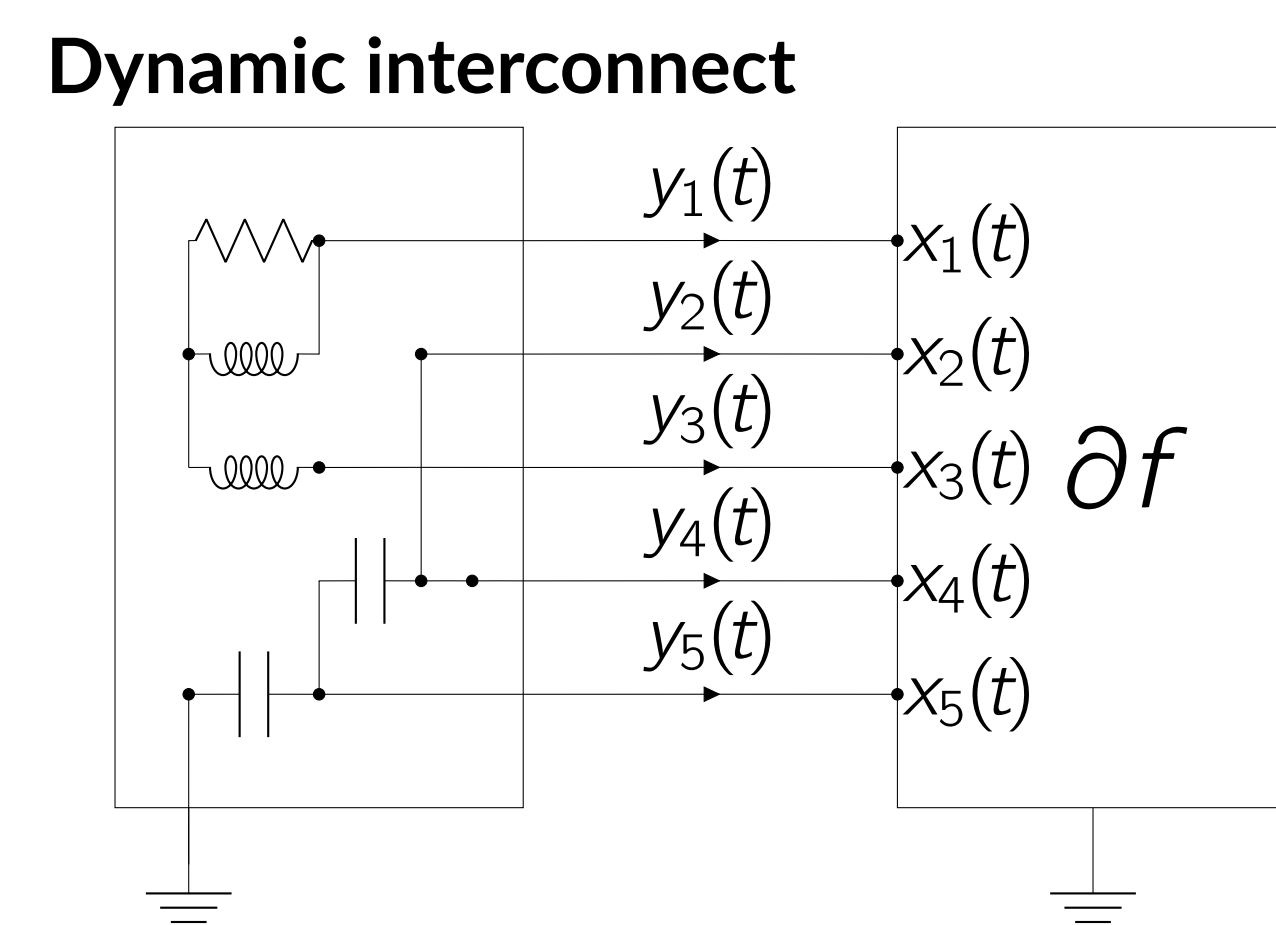 Dynamic interconnect
y₁(t)
x₁(t)
y₂(t)
x₂(t)
y₃(t)
x₃(t) ∂f
y₄(t)
x₄(t)
y₅(t)
x₅(t)